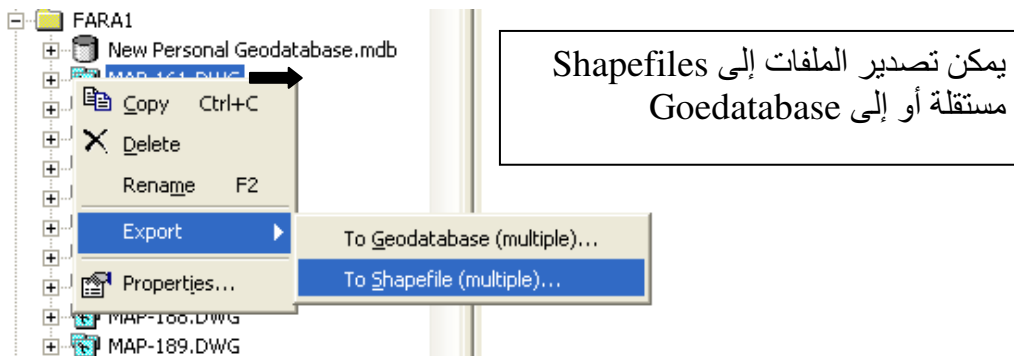 FARA1
New Personal Geodatabase.mdb
MAP-161.DWG
Copy Ctrl+C
Delete
Rename F2
Export
Properties...
To Geodatabase (multiple)...
To Shapefile (multiple)...
MAP-188.DWG
MAP-189.DWG
يمكن تصدير الملفات إلى Shapefiles
مستقلة أو إلى Goedatabase